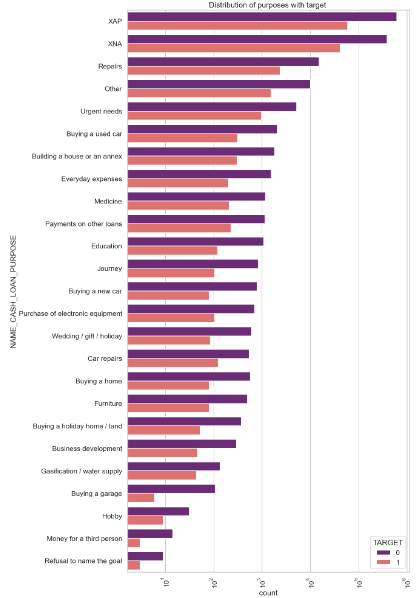 Distribution of purposes with target
XAP
XNA
Repairs
Other
Urgent needs
Buying a used car
Building a house or an annex
Everyday expenses
Medicine
Payments on other loans
Education
Journey
Buying a new car
Purchase of electronic equipment
Wedding / gift / holiday
Car repairs
Buying a home
Furniture
Buying a holiday home / land
Business development
Gasification / water supply
Buying a garage
Hobby
Money for a third person
Refusal to name the goal
NAME_CASH_LOAN_PURPOSE
TARGET
0
1
count